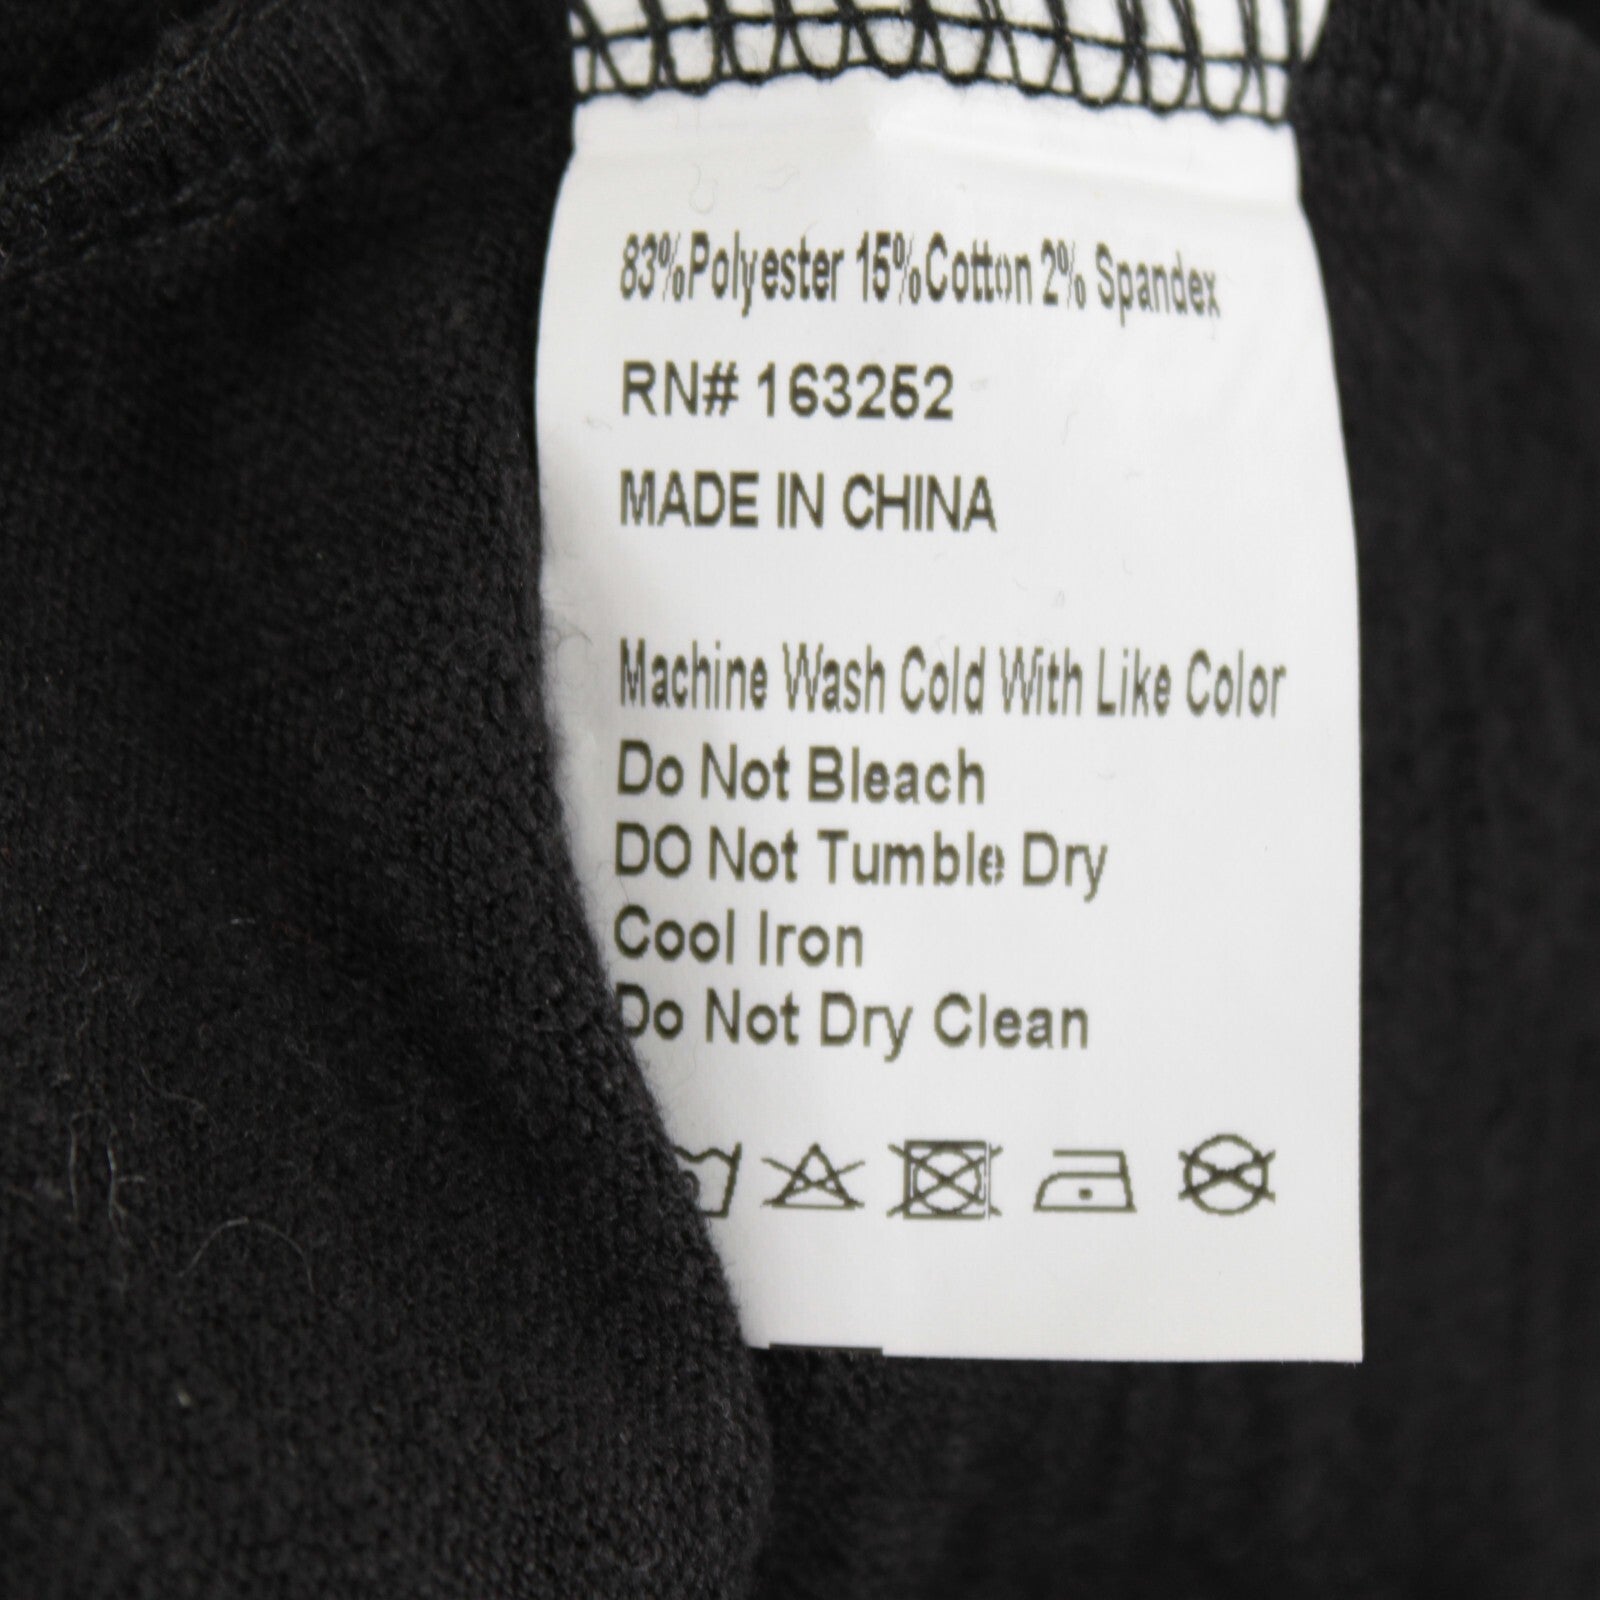 83%Polyester 15%Cotton 2% Spandex
RN# 163252
MADE IN CHINA
Machine Wash Cold With Like Color
Do Not Bleach
DO Not Tumble Dry
Cool Iron
Do Not Dry Clean